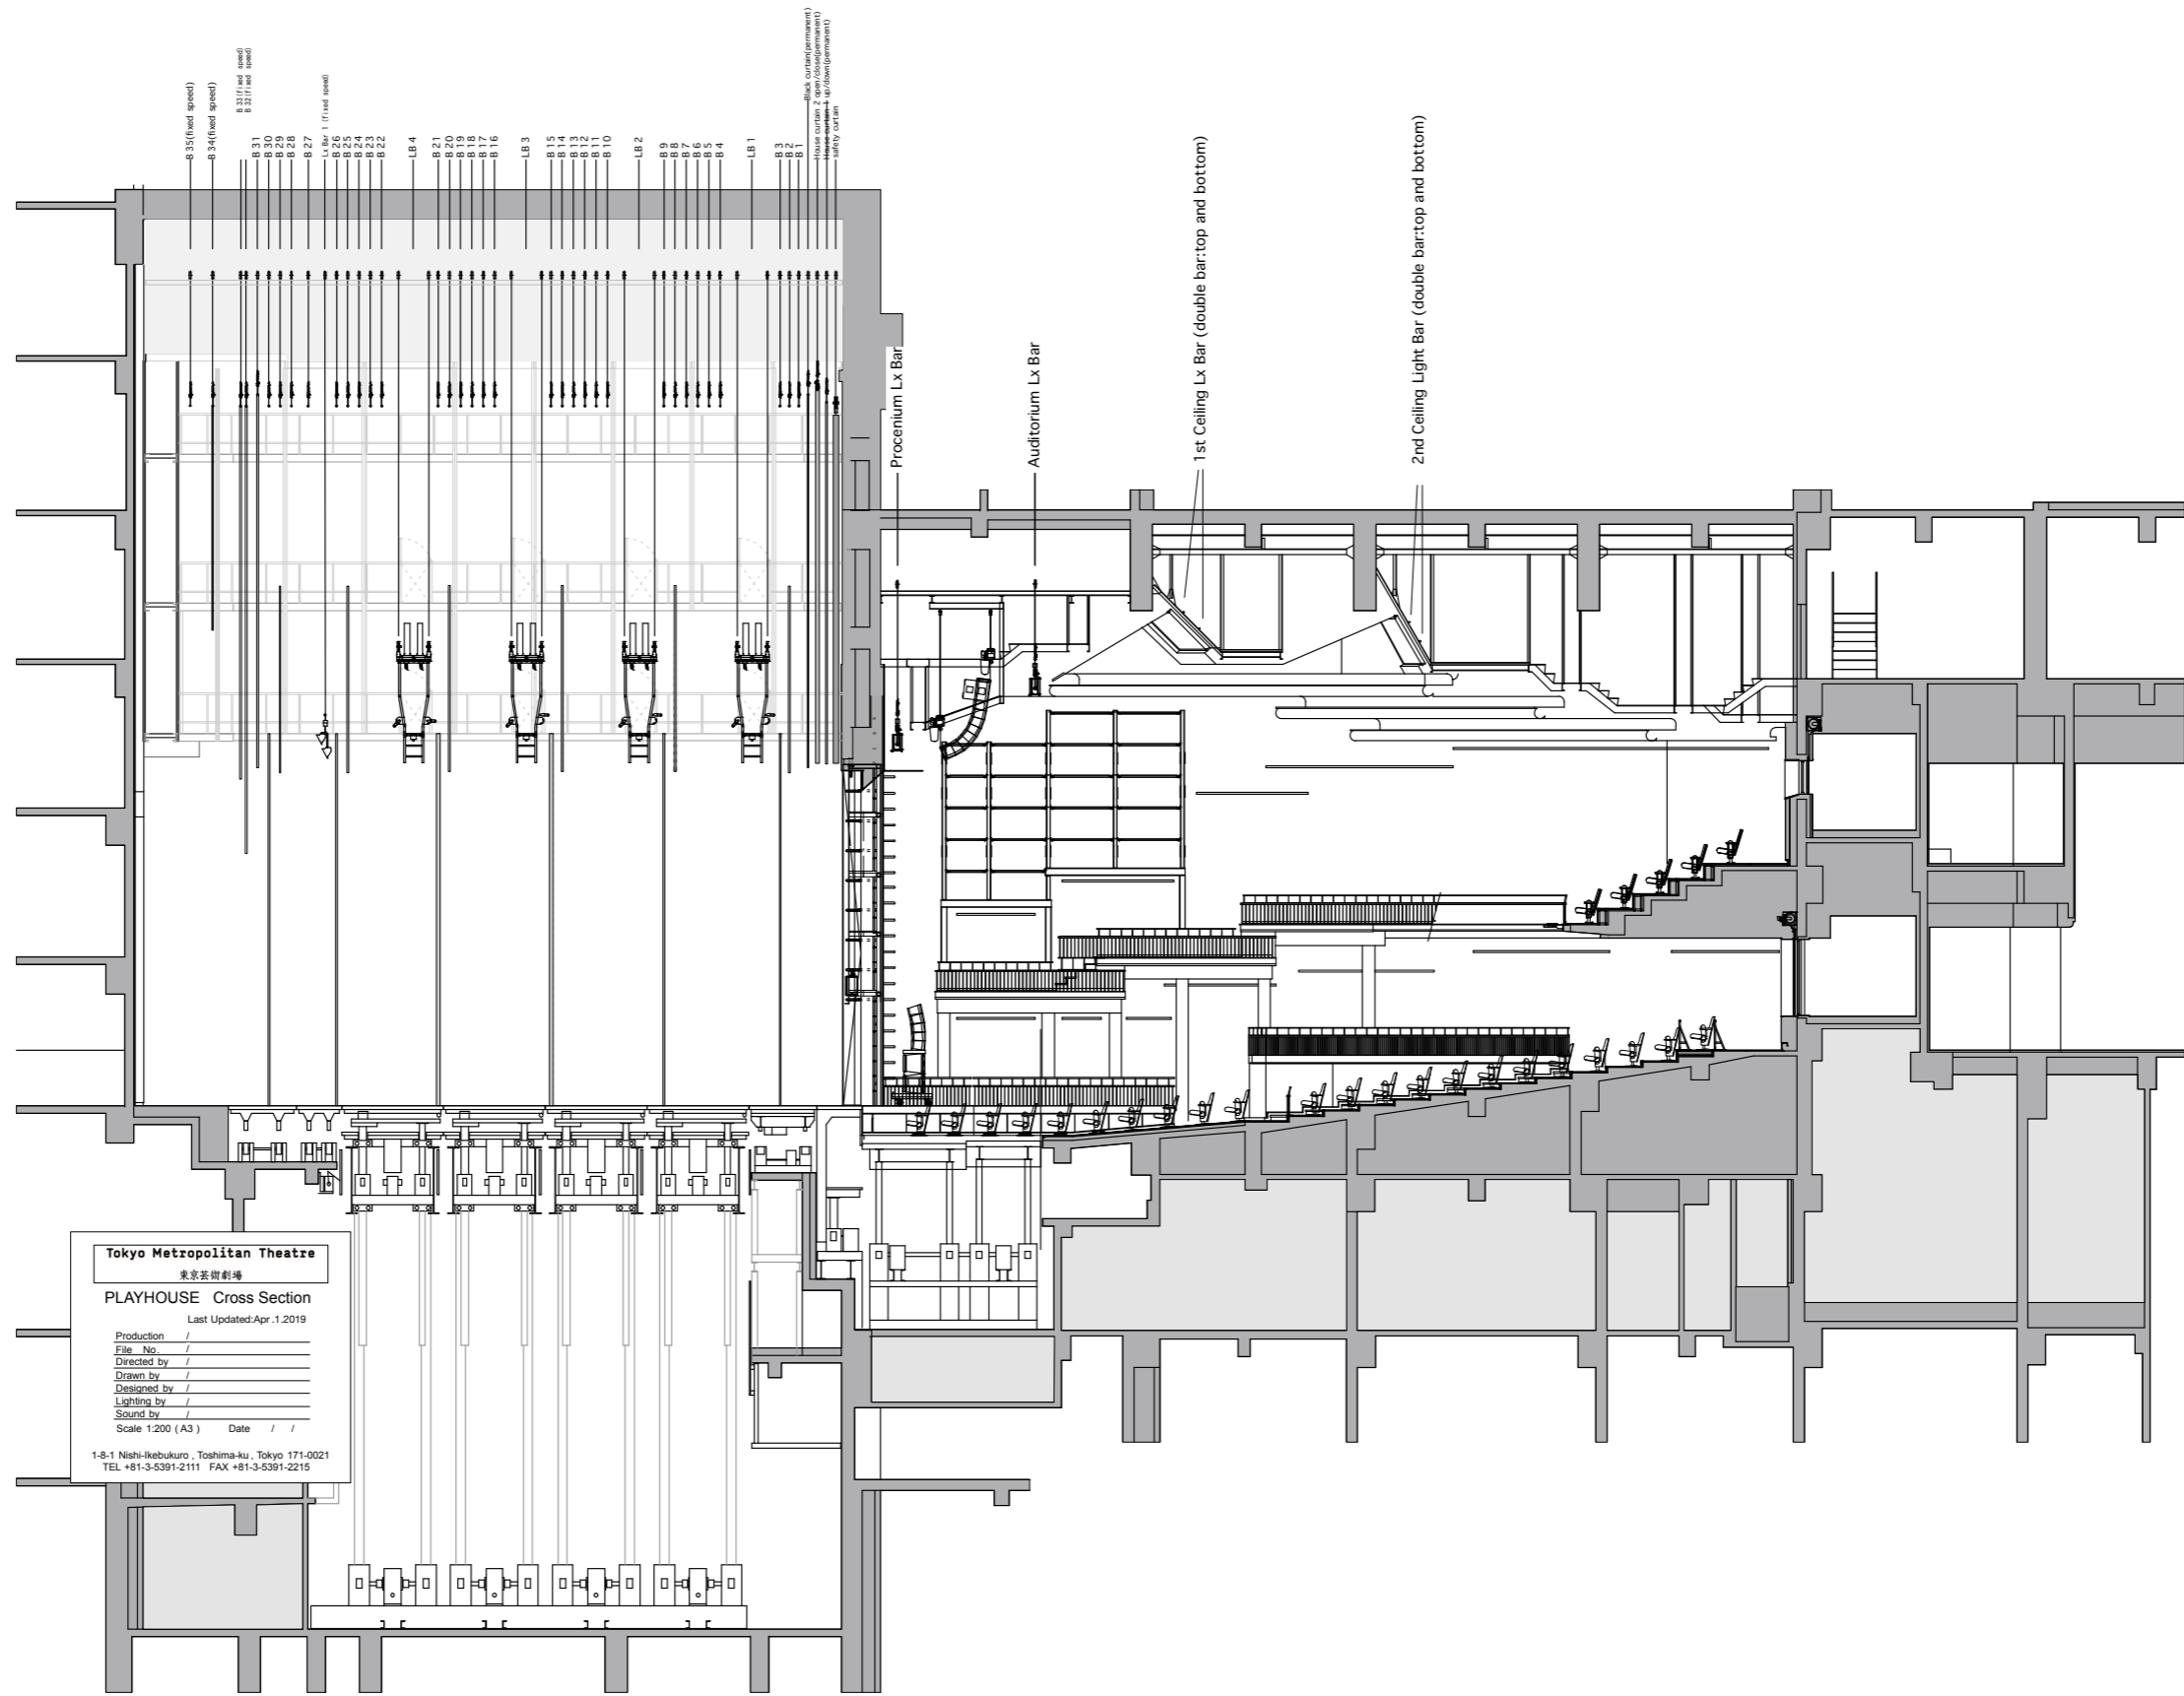 B 35(fixed speed)
B 34(fixed speed)
B 33(fixed speed)
B 32(fixed speed)
B 31
B 30
B 29
B 28
B 27
Lx Bar 1 (fixed speed)
B 26
B 25
B 24
B 23
B 22
LB 4
B 21
B 20
B 19
B 18
B 17
B 16
LB 3
B 15
B 14
B 13
B 12
B 11
B 10
LB 2
B 9
B 8
B 7
B 6
B 5
B 4
LB 1
B 3
B 2
B 1
Black curtain(permanent)
House curtain 2 open/close(permanent)
House curtain 1 up/down(permanent)
safety curtain
Procenium Lx Bar
Auditorium Lx Bar
1st Ceiling Lx Bar (double bar:top and bottom)
2nd Ceiling Light Bar (double bar:top and bottom)
Tokyo Metropolitan Theatre
東京芸術劇場
PLAYHOUSE Cross Section
Last Updated:Apr.1.2019
Production /
File No. /
Directed by /
Drawn by /
Designed by /
Lighting by /
Sound by /
Scale 1:200 ( A3 ) Date / /
1-8-1 Nishi-Ikebukuro , Toshima-ku , Tokyo 171-0021
TEL +81-3-5391-2111 FAX +81-3-5391-2215